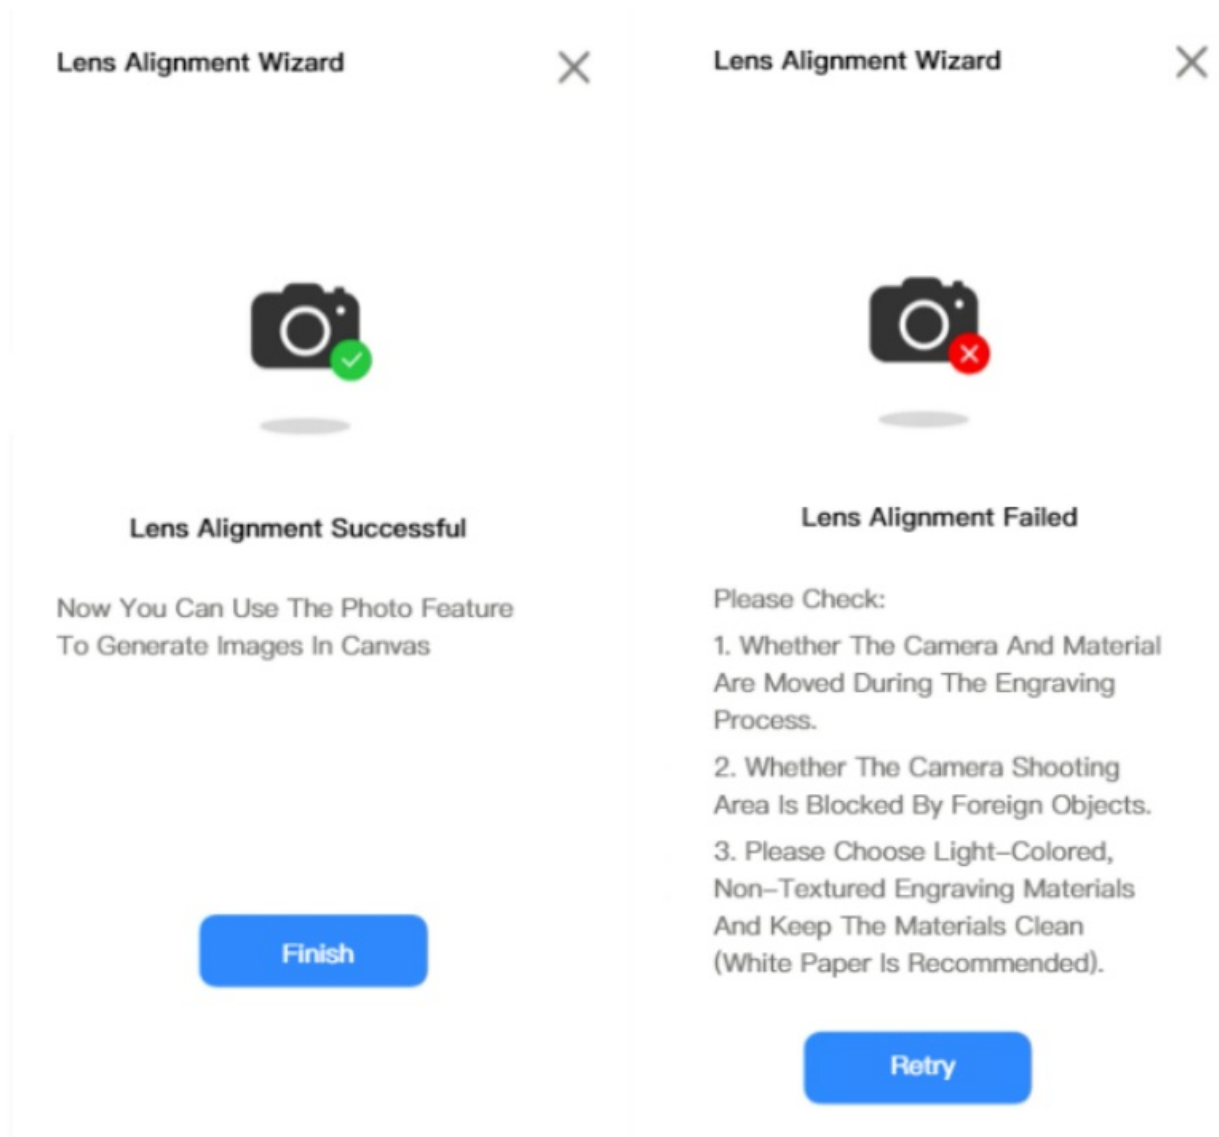 Lens Alignment Wizard
Lens Alignment Successful
Now You Can Use The Photo Feature
To Generate Images In Canvas
Finish
Lens Alignment Wizard
Lens Alignment Failed
Please Check:
1. Whether The Camera And Material
Are Moved During The Engraving
Process.
2. Whether The Camera Shooting
Area Is Blocked By Foreign Objects.
3. Please Choose Light-Colored,
Non-Textured Engraving Materials
And Keep The Materials Clean
(White Paper Is Recommended).
Retry